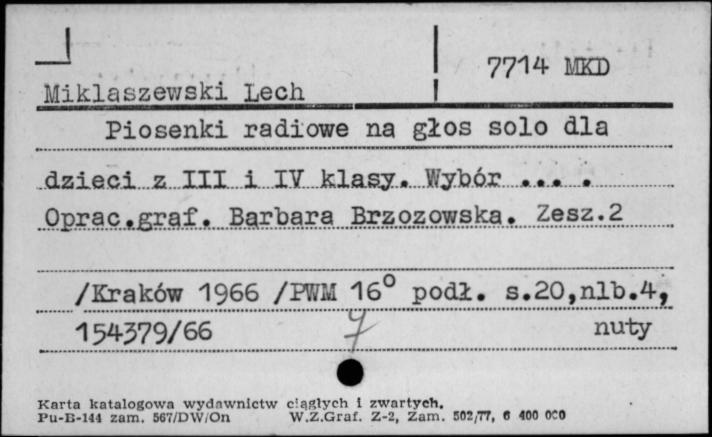 7714 MKD
Miklaszewski Lech
Piosenki radiowe na głos solo dla
dzieci z III i IV klasy. Wybór ... .
Oprac.graf. Barbara Brzozowska. Zesz.2
/Kraków 1966 /PWM 16° podł. s.20,nlb.4,
154379/66 nuty
Karta katalogowa wydawnictw ciągłych i zwartych.
Pu-B-144 zam. 567/DW/On W.Z.Graf. Z-2, Zam. 502/77, 6 400 000